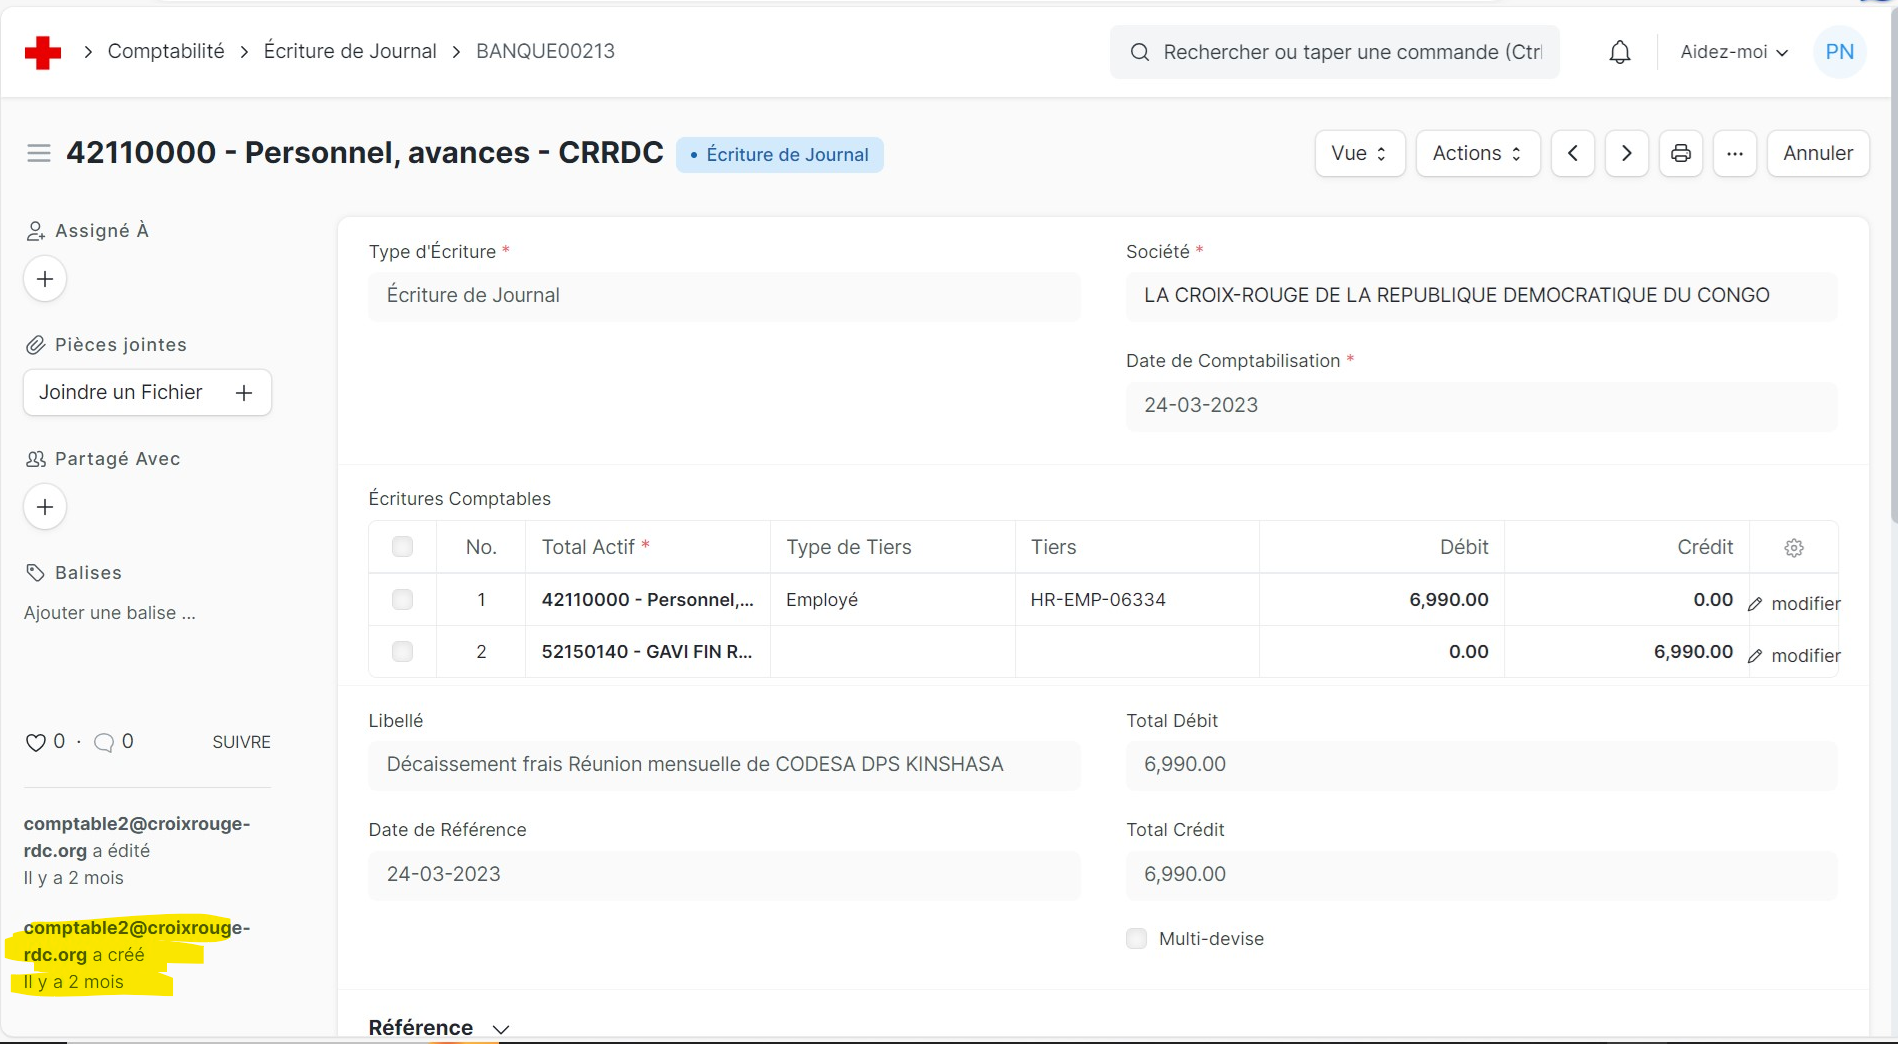 Comptabilité
Écriture de Journal
BANQUE00213
Rechercher ou taper une commande (Ctrl
Aidez-moi
PN
42110000 - Personnel, avances - CRRDC
Écriture de Journal
Vue
Actions
Annuler
Assigné À
Pièces jointes
Joindre un Fichier
Partagé Avec
Balises
Ajouter une balise ...
0 · 0
SUIVRE
comptable2@croixrouge-
rdc.org a édité
Il y a 2 mois
comptable2@croixrouge-
rdc.org a créé
Il y a 2 mois
Type d'Écriture *
Écriture de Journal
Société *
LA CROIX-ROUGE DE LA REPUBLIQUE DEMOCRATIQUE DU CONGO
Date de Comptabilisation *
24-03-2023
Écritures Comptables
No. Total Actif * Type de Tiers Tiers Débit Crédit
1 42110000 - Personnel,... Employé HR-EMP-06334 6,990.00 0.00 modifier
2 52150140 - GAVI FIN R... 0.00 6,990.00 modifier
Libellé
Décaissement frais Réunion mensuelle de CODESA DPS KINSHASA
Total Débit
6,990.00
Date de Référence
24-03-2023
Total Crédit
6,990.00
Multi-devise
Référence